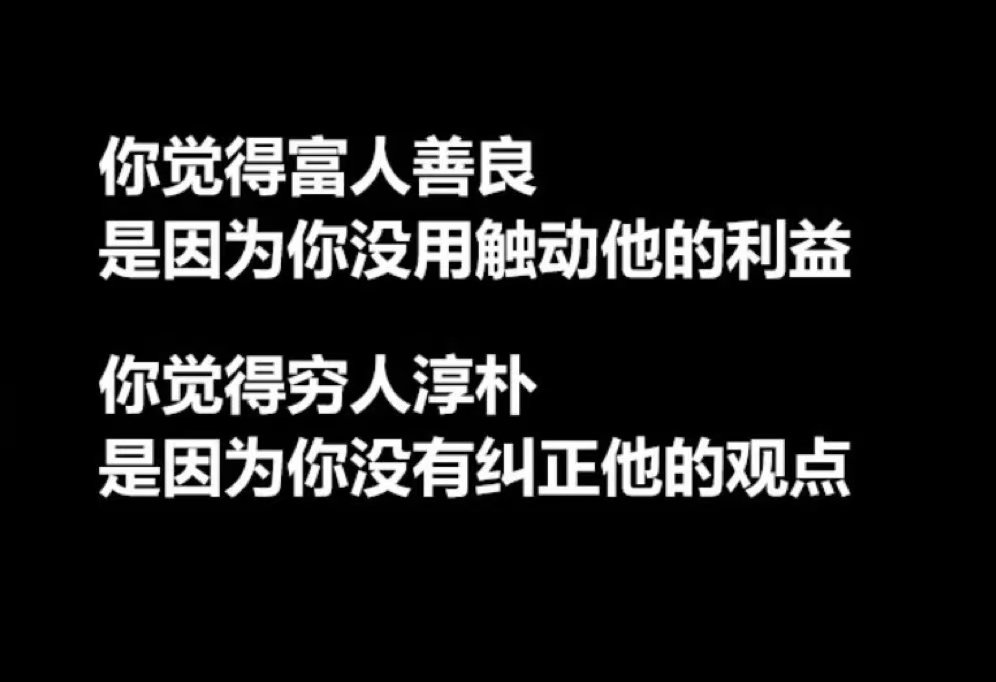 你觉得富人善良
是因为你没用触动他的利益
你觉得穷人淳朴
是因为你没有纠正他的观点